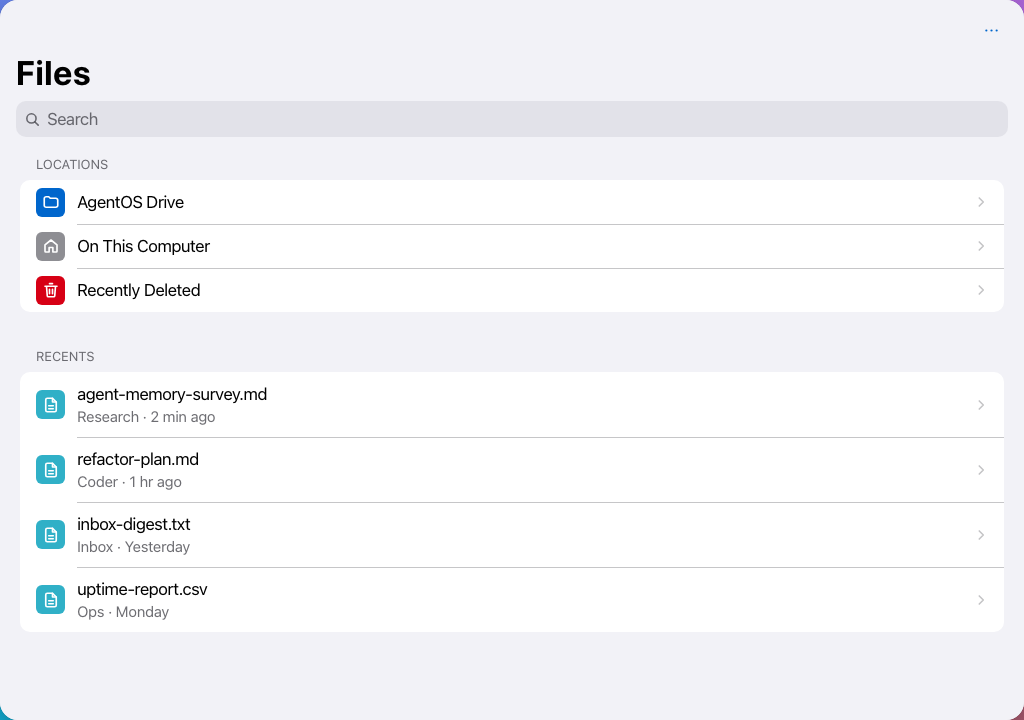 ...
Files
Search
LOCATIONS
AgentOS Drive
On This Computer
Recently Deleted
RECENTS
agent-memory-survey.md
Research · 2 min ago
refactor-plan.md
Coder · 1 hr ago
inbox-digest.txt
Inbox · Yesterday
uptime-report.csv
Ops · Monday